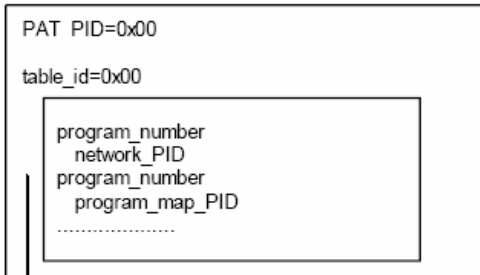 PAT PID=0x00
table_id=0x00
program_number
network_PID
program_number
program_map_PID
....................